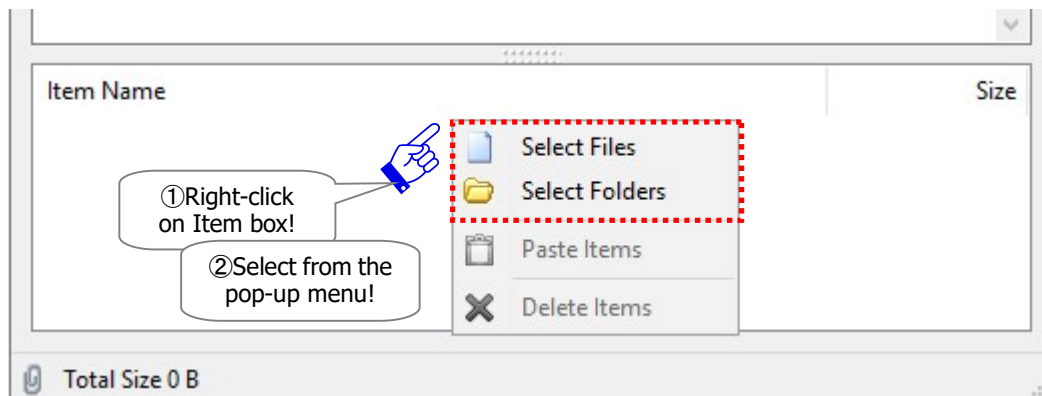 Item Name Size
Select Files
Select Folders
①Right-click
on Item box!
Paste Items
②Select from the
pop-up menu!
Delete Items
Total Size 0 B